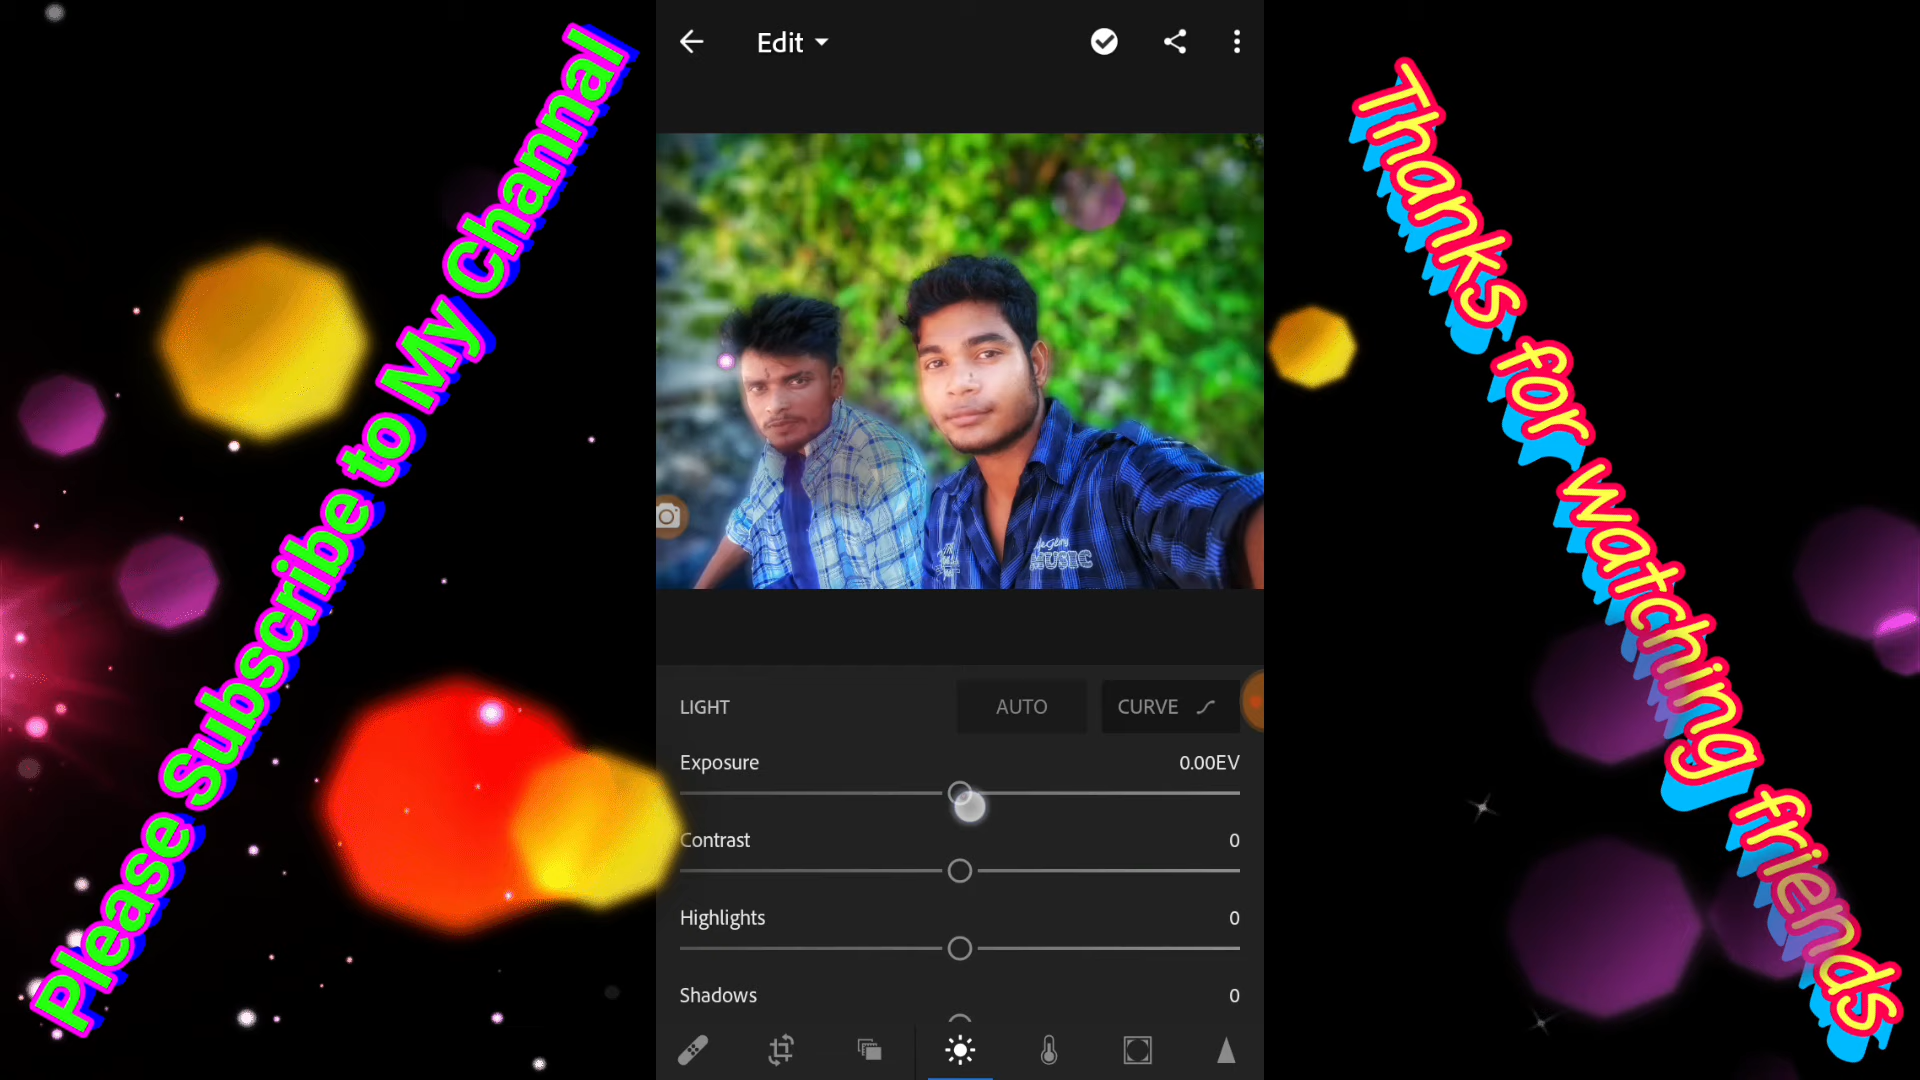 Please Subscribe to My Channal
Edit
MUSIC
LIGHT
AUTO
CURVE
Exposure
0.00EV
Contrast
0
Highlights
0
Shadows
0
Thanks for watching friends